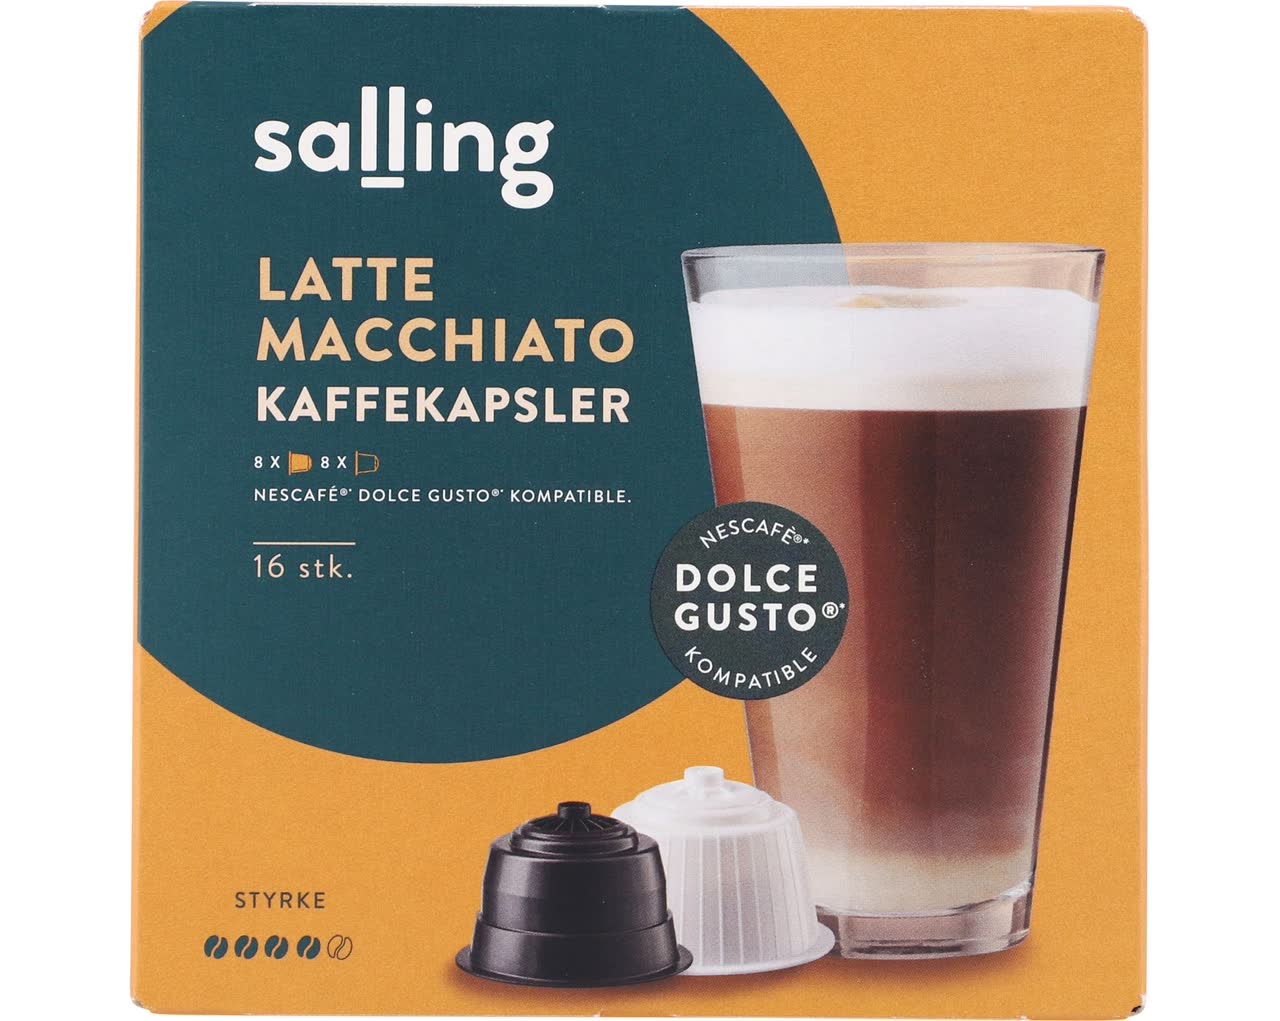 salling
LATTE
MACCHIATO
KAFFEKAPSLER
8 X 8 X
NESCAFÉ®* DOLCE GUSTO®* KOMPATIBLE.
16 stk.
NESCAFÈ®*
DOLCE
GUSTO®*
KOMPATIBLE
STYRKE